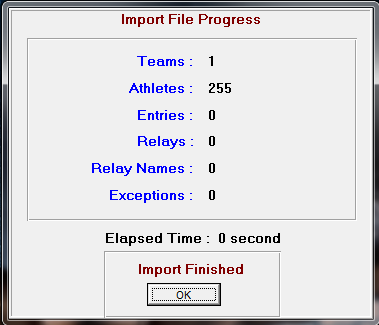 Import File Progress
Teams : 1
Athletes : 255
Entries : 0
Relays : 0
Relay Names : 0
Exceptions : 0
Elapsed Time : 0 second
Import Finished
OK